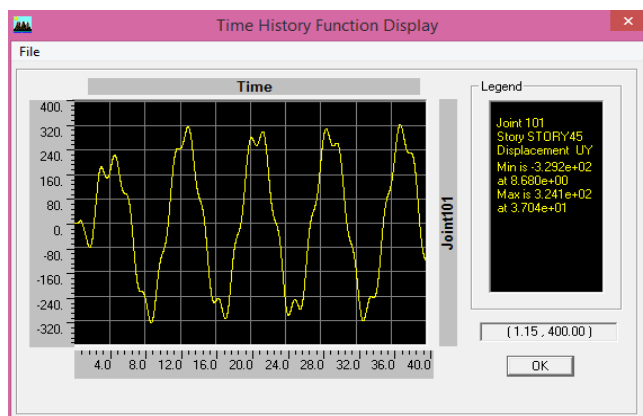 Time History Function Display
File
Time
400.
320.
240.
160.
80.
0.
-80.
-160.
-240.
-320.
4.0 8.0 12.0 16.0 20.0 24.0 28.0 32.0 36.0 40.0
Joint101
Legend
Joint 101
Story STORY45
Displacement UY
Min is -3.292e+02
at 8.680e+00
Max is 3.241e+02
at 3.704e+01
( 1.15 , 400.00 )
OK